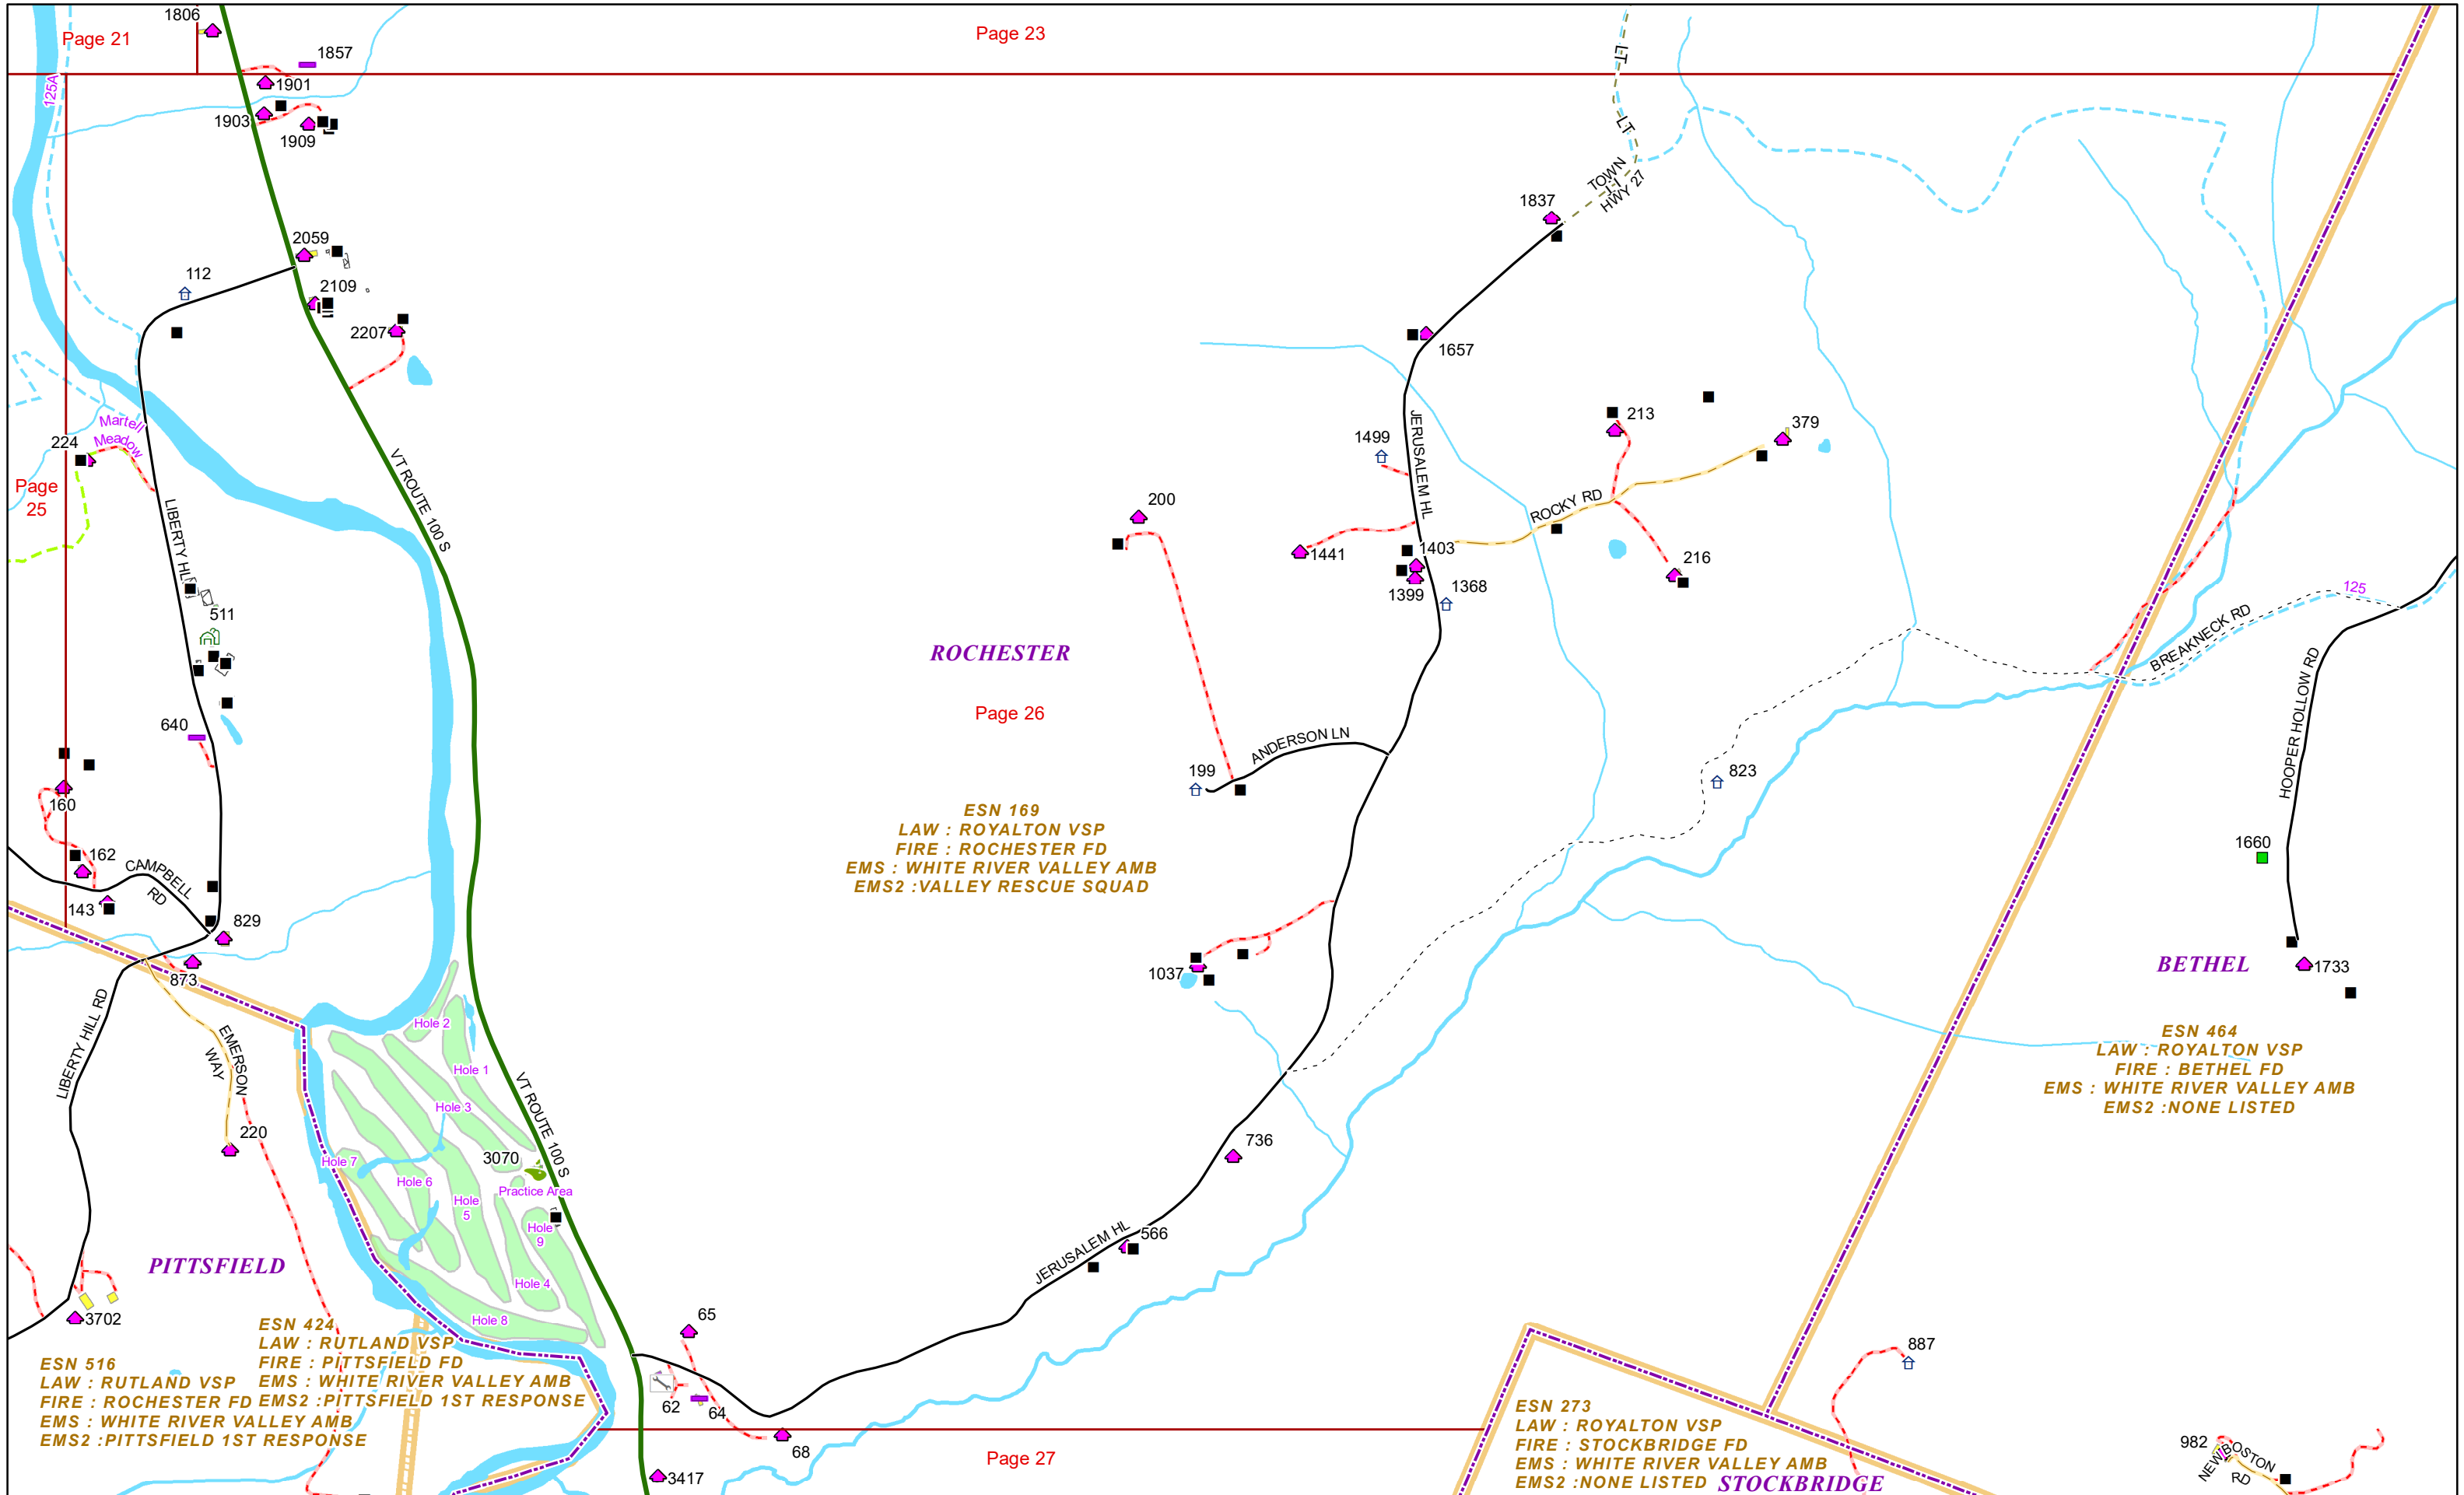 1806
Page 21
Page 23
1857
125A
1901
1903
1909
LT
LT
TOWN
LT
HWY 27
1837
2059
112
2109
2207
1657
Martell
Meadow
224
Page
25
VT ROUTE 100 S
LIBERTY HL
JERUSALEM HL
1499
213
379
200
ROCKY RD
1441
1403
1399
1368
216
511
125
BREAKNECK RD
ROCHESTER
Page 26
HOOPER HOLLOW RD
640
ANDERSON LN
199
823
160
ESN 169
LAW : ROYALTON VSP
FIRE : ROCHESTER FD
EMS : WHITE RIVER VALLEY AMB
EMS2 :VALLEY RESCUE SQUAD
1660
162
CAMPBELL
RD
143
829
873
1037
BETHEL
1733
LIBERTY HILL RD
EMERSON
WAY
Hole 2
Hole 1
Hole 3
VT ROUTE 100 S
ESN 464
LAW : ROYALTON VSP
FIRE : BETHEL FD
EMS : WHITE RIVER VALLEY AMB
EMS2 :NONE LISTED
220
Hole 7
3070
Hole 6
Practice Area
Hole
5
Hole
9
736
566
JERUSALEM HL
PITTSFIELD
Hole 4
Hole 8
3702
65
ESN 424
LAW : RUTLAND VSP
FIRE : PITTSFIELD FD
EMS : WHITE RIVER VALLEY AMB
EMS2 :PITTSFIELD 1ST RESPONSE
ESN 516
LAW : RUTLAND VSP
FIRE : ROCHESTER FD
EMS : WHITE RIVER VALLEY AMB
EMS2 :PITTSFIELD 1ST RESPONSE
62
64
68
3417
Page 27
887
ESN 273
LAW : ROYALTON VSP
FIRE : STOCKBRIDGE FD
EMS : WHITE RIVER VALLEY AMB
EMS2 :NONE LISTED
STOCKBRIDGE
982
NEW BOSTON
RD